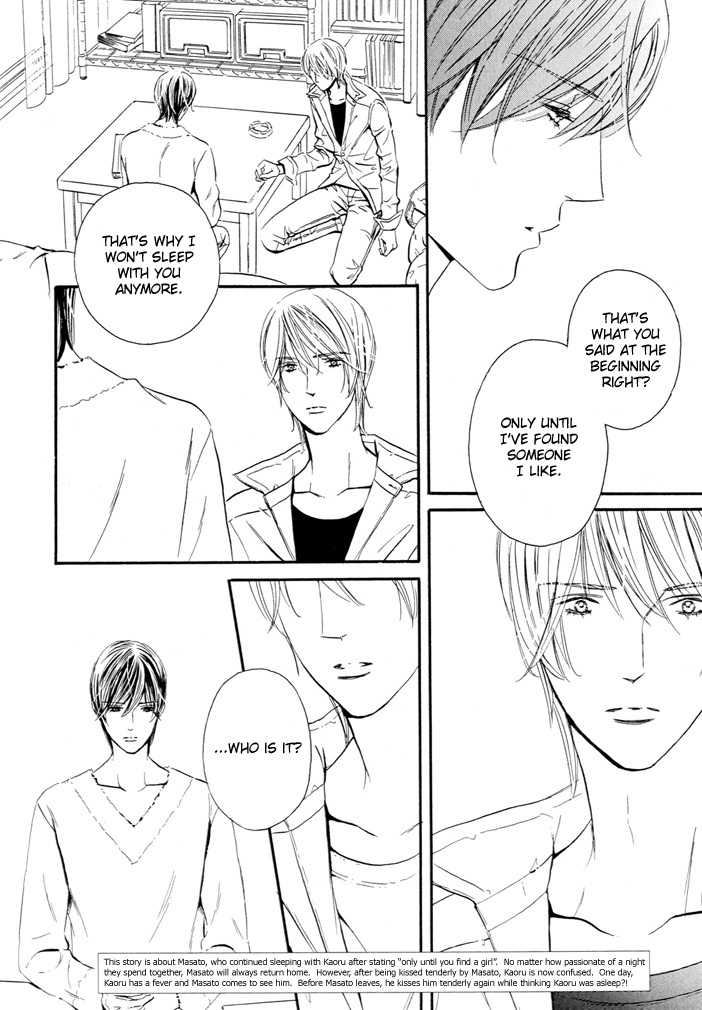 THAT'S
WHAT YOU
SAID AT THE
BEGINNING
RIGHT?
ONLY UNTIL
I'VE FOUND
SOMEONE
I LIKE.
THAT'S WHY I
WON'T SLEEP
WITH YOU
ANYMORE.
...WHO IS IT?
This story is about Masato, who continued sleeping with Kaoru after stating “only until you find a girl”. No matter how passionate of a night
they spend together, Masato will always return home. However, after being kissed tenderly by Masato, Kaoru is now confused. One day,
Kaoru has a fever and Masato comes to see him. Before Masato leaves, he kisses him tenderly again while thinking Kaoru was asleep?!